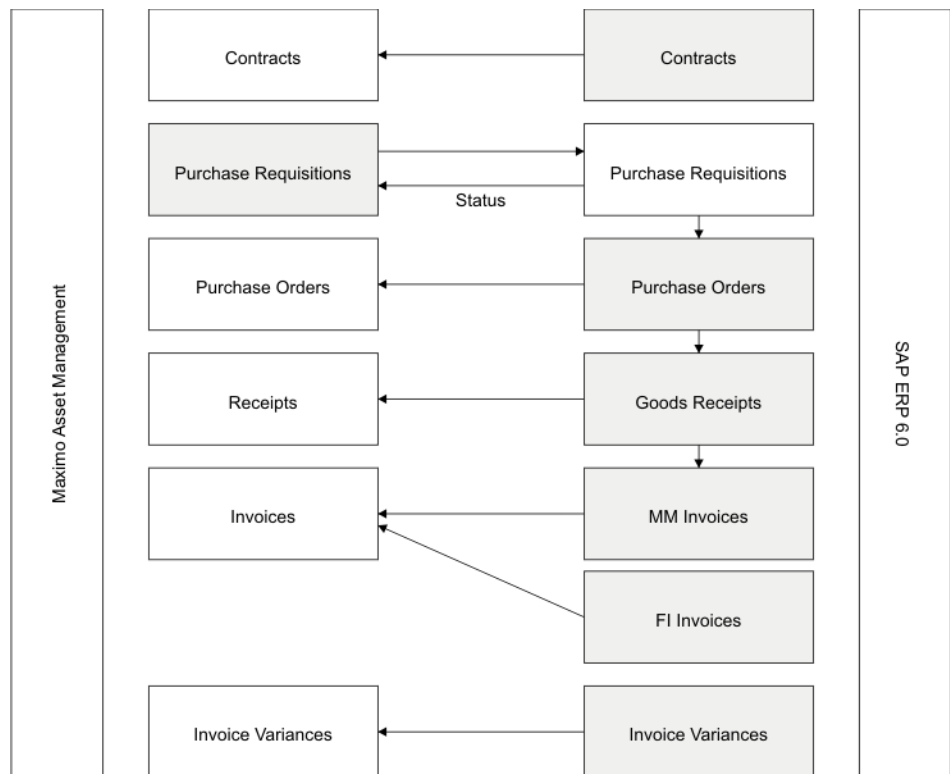 Contracts
Contracts
Purchase Requisitions
Purchase Requisitions
Status
Purchase Orders
Purchase Orders
Maximo Asset Management
SAP ERP 6.0
Receipts
Goods Receipts
Invoices
MM Invoices
FI Invoices
Invoice Variances
Invoice Variances